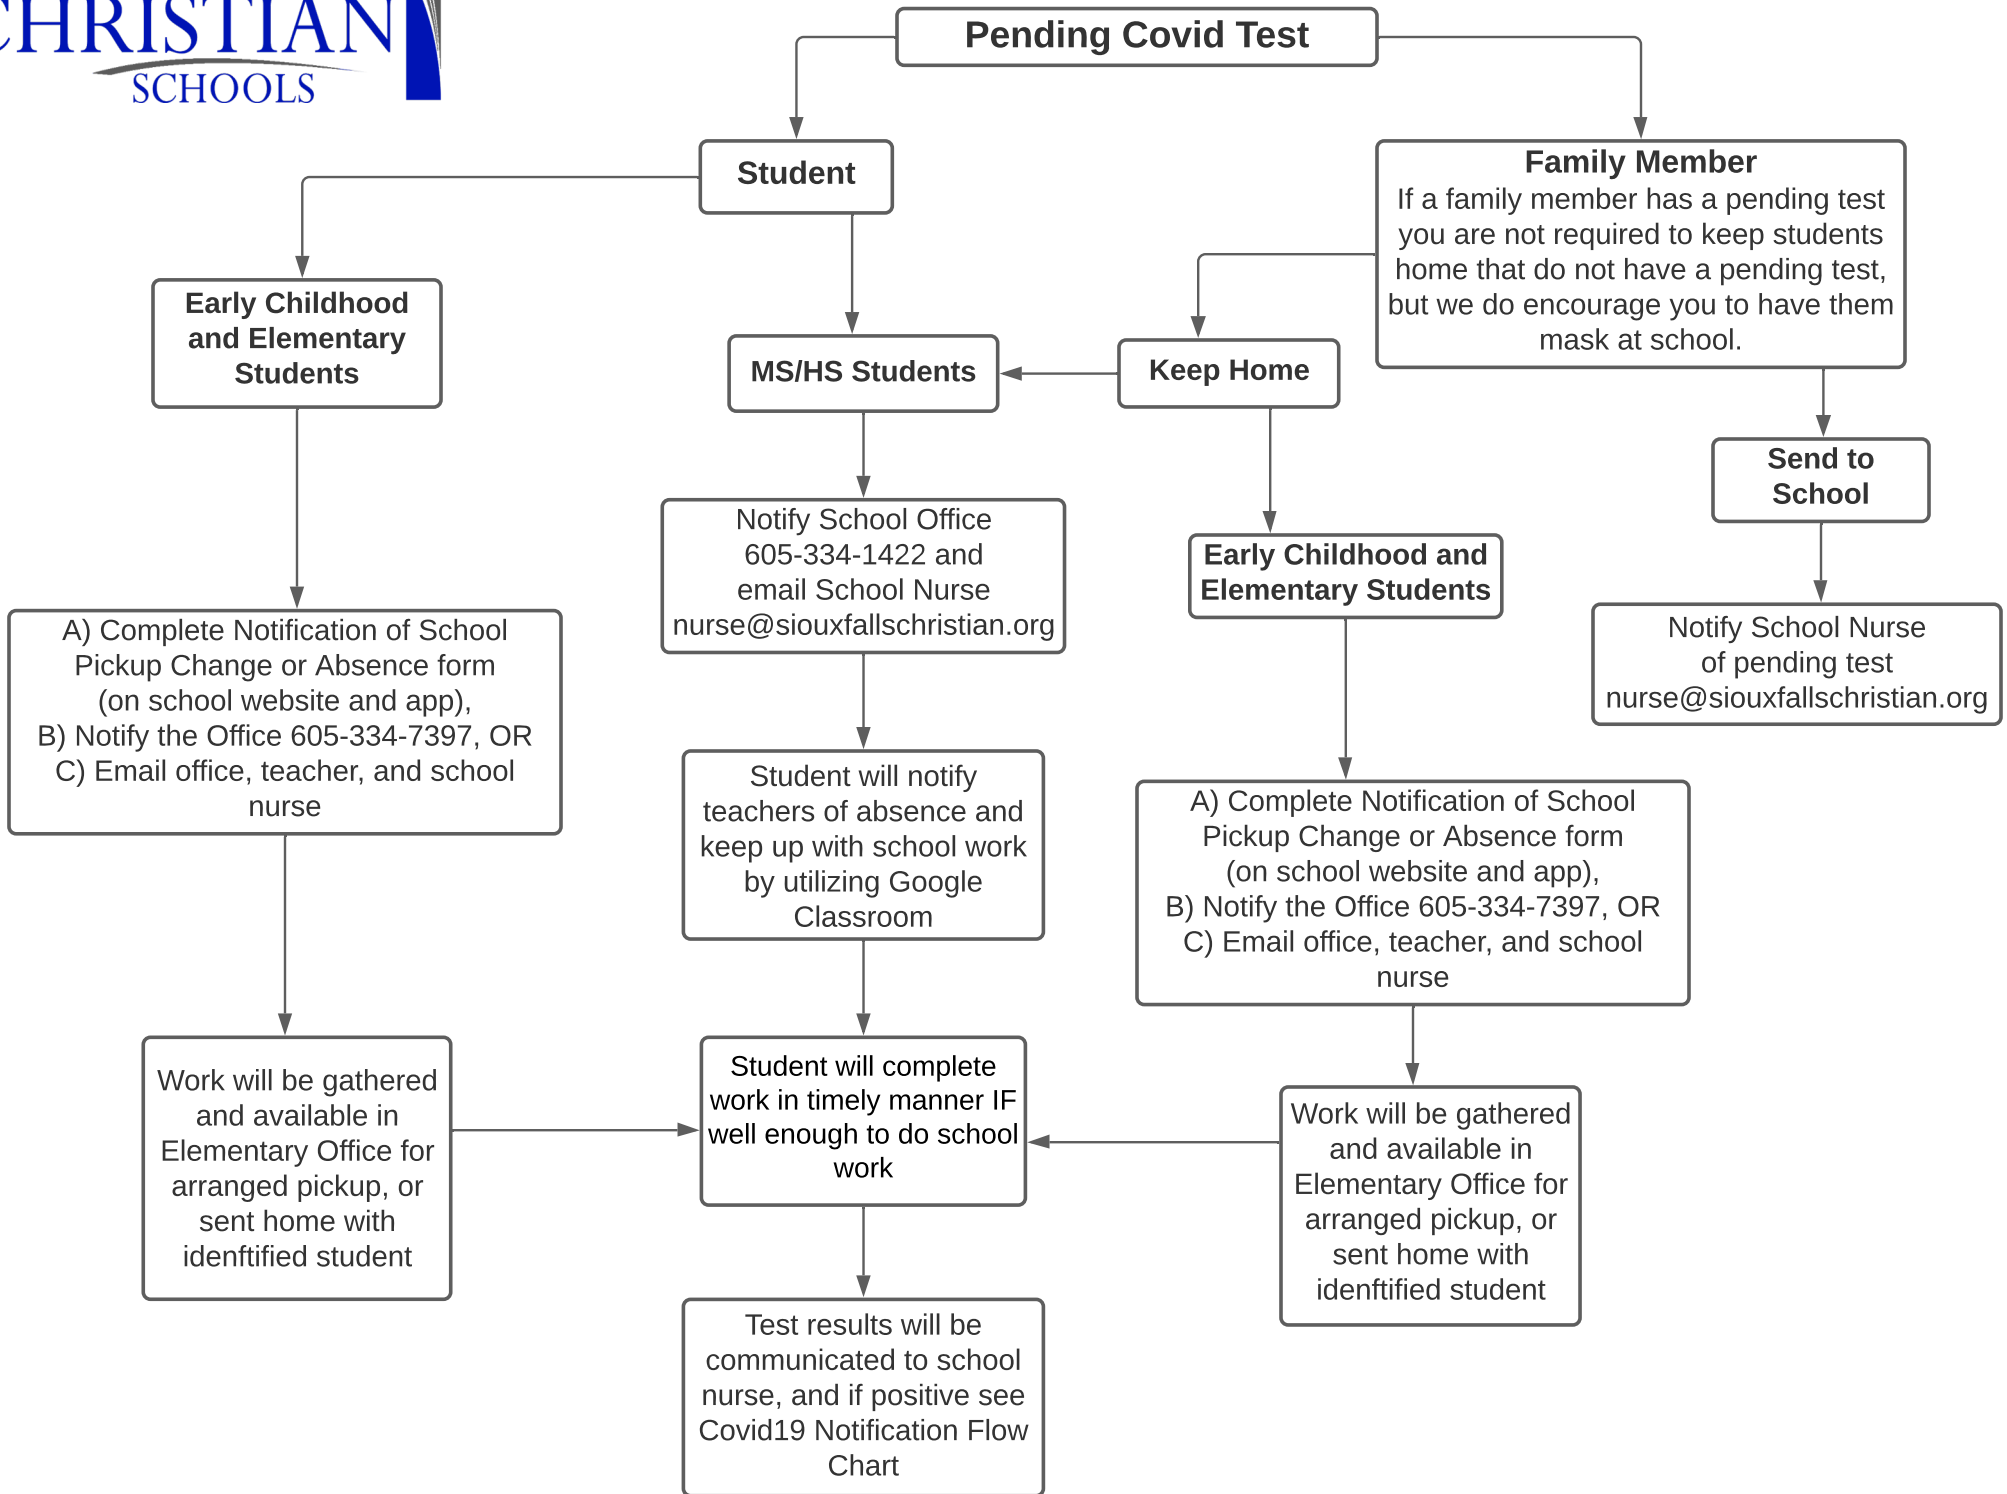 CHRISTIAN
SCHOOLS
Pending Covid Test
Student
Family Member
If a family member has a pending test
you are not required to keep students
home that do not have a pending test,
but we do encourage you to have them
mask at school.
Early Childhood
and Elementary
Students
MS/HS Students
Keep Home
Send to
School
Notify School Office
605-334-1422 and
email School Nurse
nurse@siouxfallschristian.org
Early Childhood and
Elementary Students
Notify School Nurse
of pending test
nurse@siouxfallschristian.org
A) Complete Notification of School
Pickup Change or Absence form
(on school website and app),
B) Notify the Office 605-334-7397, OR
C) Email office, teacher, and school
nurse
Student will notify
teachers of absence and
keep up with school work
by utilizing Google
Classroom
A) Complete Notification of School
Pickup Change or Absence form
(on school website and app),
B) Notify the Office 605-334-7397, OR
C) Email office, teacher, and school
nurse
Work will be gathered
and available in
Elementary Office for
arranged pickup, or
sent home with
idenftified student
Student will complete
work in timely manner IF
well enough to do school
work
Work will be gathered
and available in
Elementary Office for
arranged pickup, or
sent home with
idenftified student
Test results will be
communicated to school
nurse, and if positive see
Covid19 Notification Flow
Chart